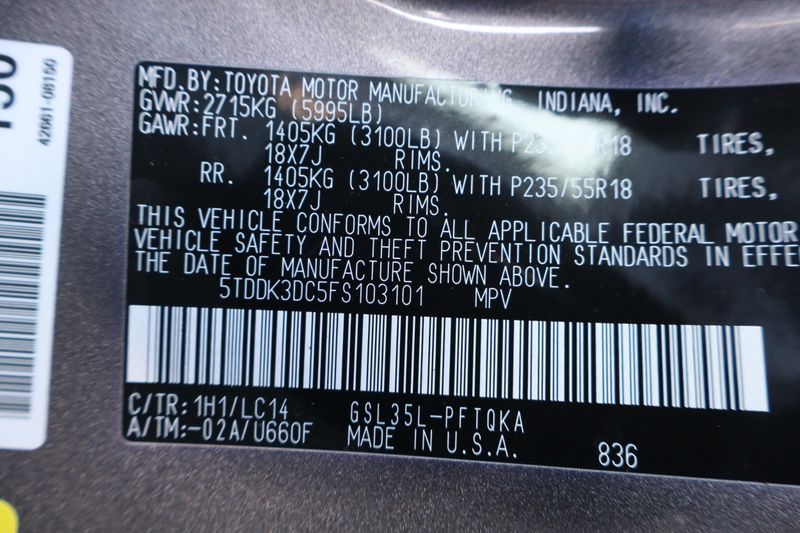 MFD.BY:TOYOTA MOTOR MANUFACTURING, INDIANA, INC.
GVWR:2715KG (5995LB)
GAWR:FRT. 1405KG (3100LB) WITH P235/55R18 TIRES,
18X7J RIMS.
RR. 1405KG (3100LB) WITH P235/55R18 TIRES,
18X7J RIMS.
THIS VEHICLE CONFORMS TO ALL APPLICABLE FEDERAL MOTOR
VEHICLE SAFETY AND THEFT PREVENTION STANDARDS IN EFFE
THE DATE OF MANUFACTURE SHOWN ABOVE.
5TDDK3DC5FS103101 MPV
C/TR:1H1/LC14 GSL35L-PFTQKA
A/TM:-02A/U660F MADE IN U.S.A. 836
42661-08150